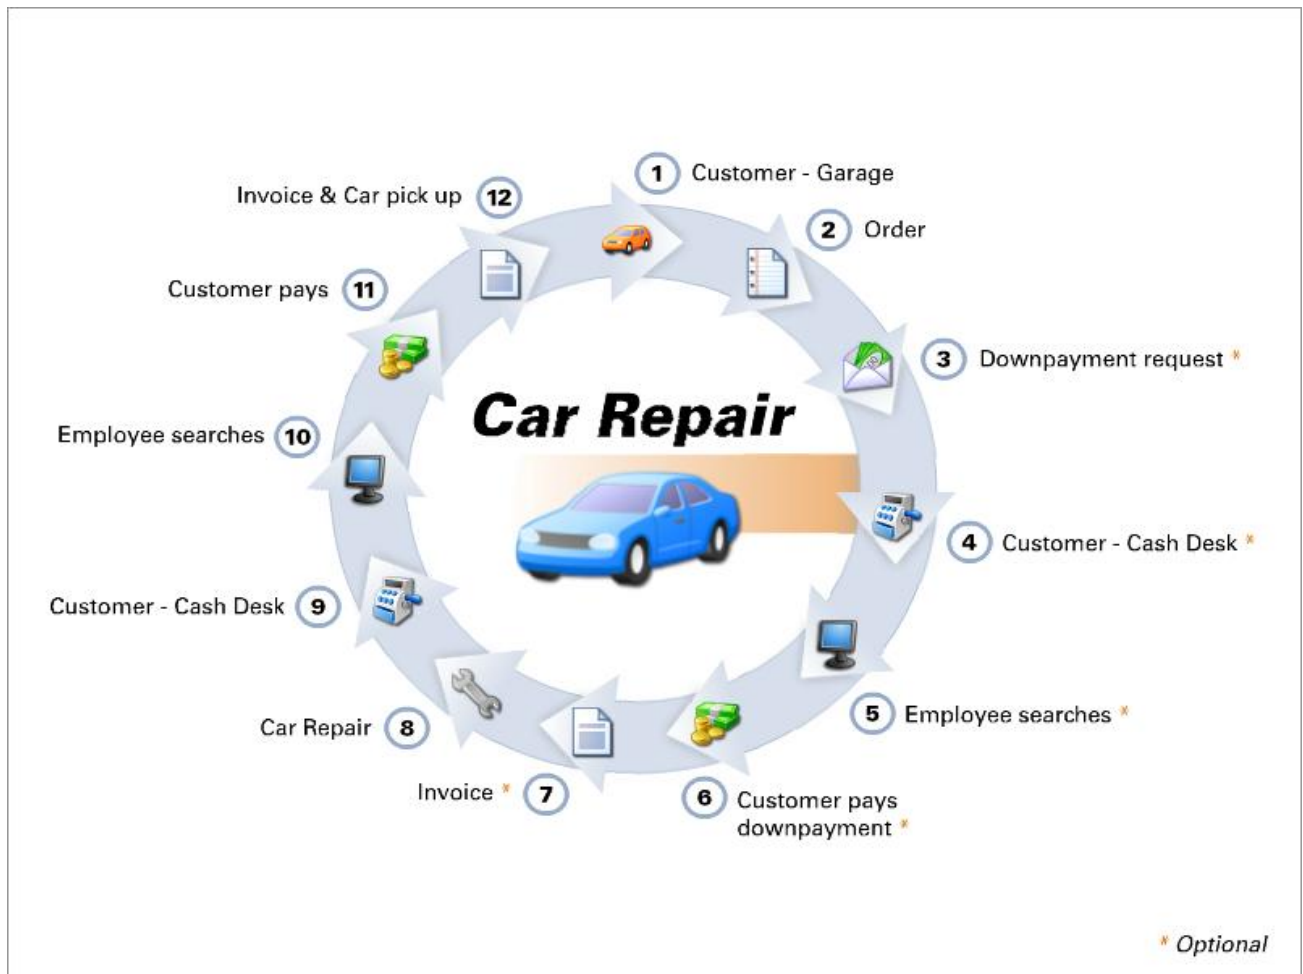 1 Customer - Garage
2 Order
3 Downpayment request *
4 Customer - Cash Desk *
5 Employee searches *
6 Customer pays
downpayment *
Invoice * 7
Car Repair 8
Customer - Cash Desk 9
Employee searches 10
Customer pays 11
Invoice & Car pick up 12
Car Repair
* Optional